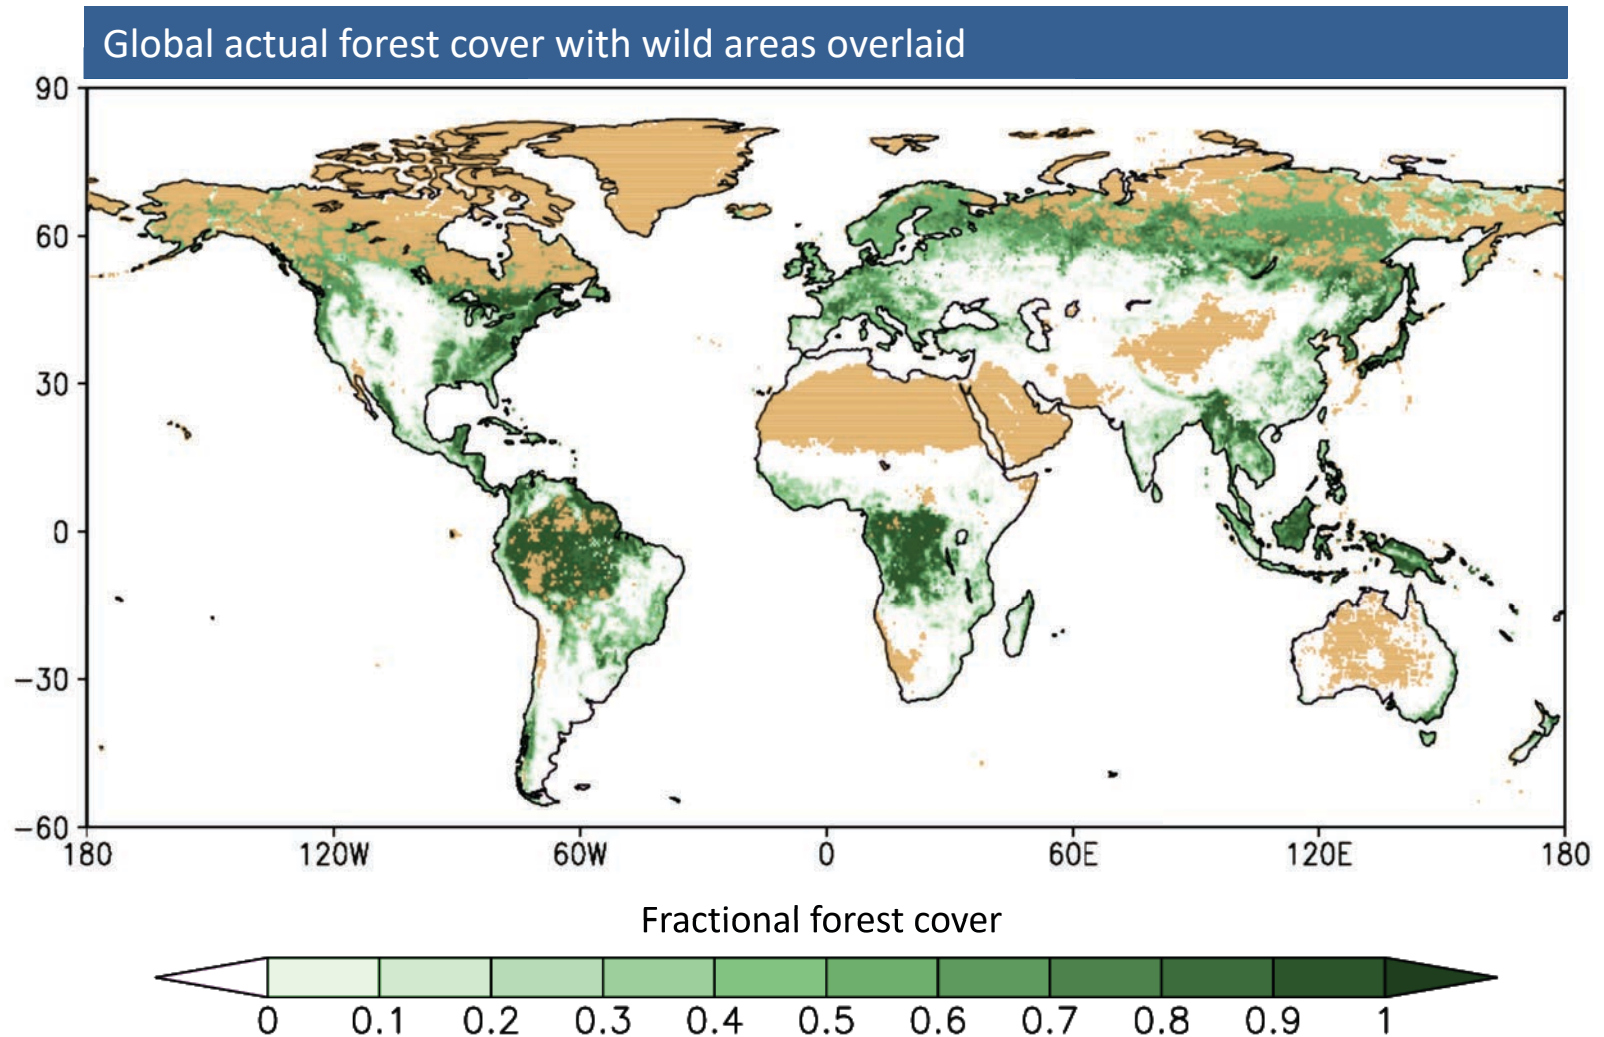 Global actual forest cover with wild areas overlaid
90
60
30
0
−30
−60
180 120W 60W 0 60E 120E 180
Fractional forest cover
0 0.1 0.2 0.3 0.4 0.5 0.6 0.7 0.8 0.9 1